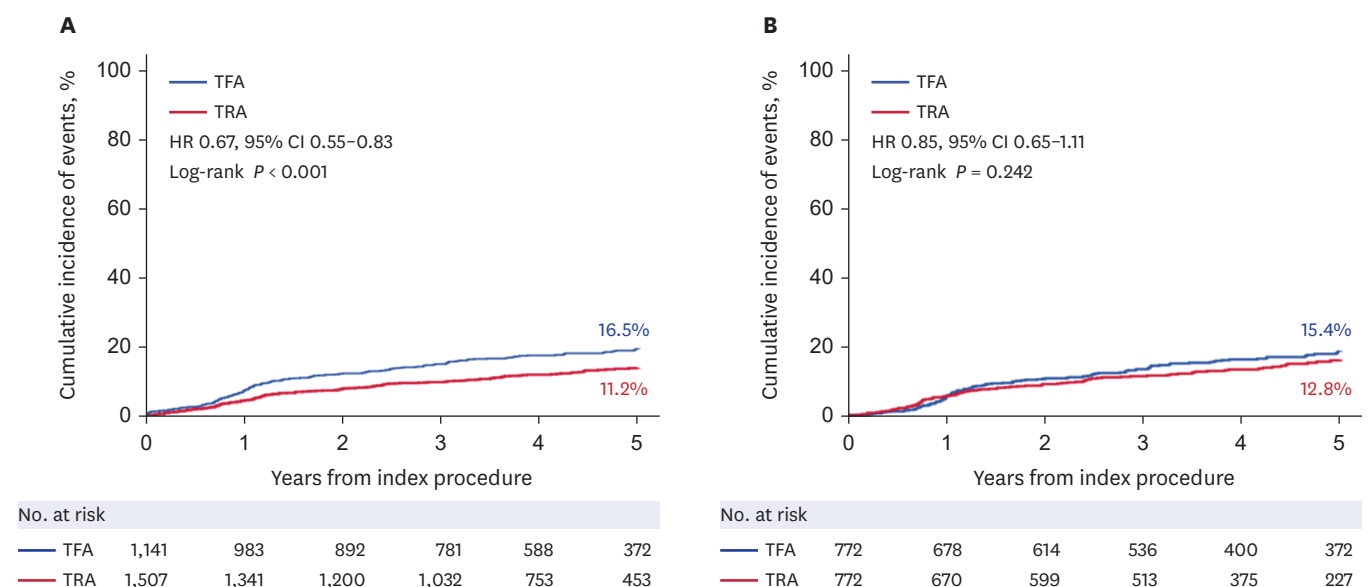 A
Cumulative incidence of events, %
100
80
60
40
20
0
TFA
TRA
HR 0.67, 95% CI 0.55–0.83
Log-rank P < 0.001
16.5%
11.2%
0 1 2 3 4 5
Years from index procedure
No. at risk
TFA 1,141 983 892 781 588 372
TRA 1,507 1,341 1,200 1,032 753 453
B
Cumulative incidence of events, %
100
80
60
40
20
0
TFA
TRA
HR 0.85, 95% CI 0.65–1.11
Log-rank P = 0.242
15.4%
12.8%
0 1 2 3 4 5
Years from index procedure
No. at risk
TFA 772 678 614 536 400 372
TRA 772 670 599 513 375 227